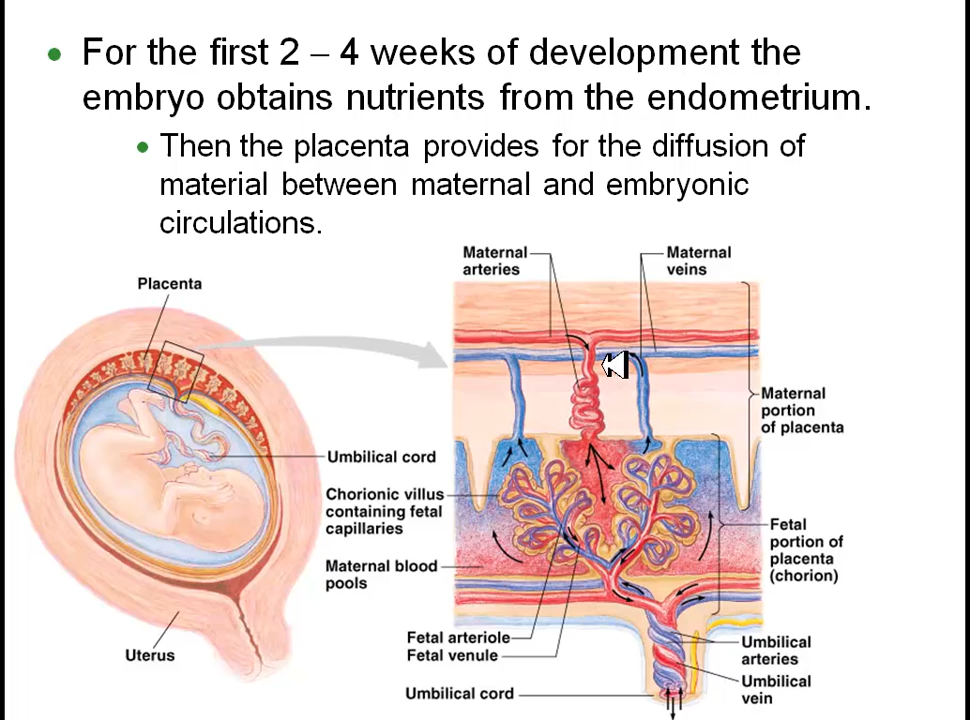 For the first 2 – 4 weeks of development the
embryo obtains nutrients from the endometrium.
Then the placenta provides for the diffusion of
material between maternal and embryonic
circulations.
Placenta
Umbilical cord
Uterus
Maternal
arteries
Maternal
veins
Maternal
portion
of placenta
Chorionic villus
containing fetal
capillaries
Maternal blood
pools
Fetal
portion of
placenta
(chorion)
Fetal arteriole
Fetal venule
Umbilical cord
Umbilical
arteries
Umbilical
vein